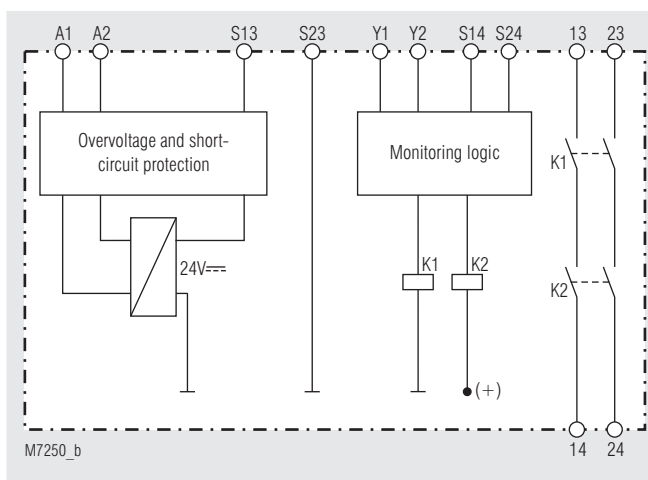 A1 A2 S13 S23 Y1 Y2 S14 S24 13 23
Overvoltage and short-
circuit protection
Monitoring logic
K1
24V
K1 K2
K2
(+)
M7250_b
14 24